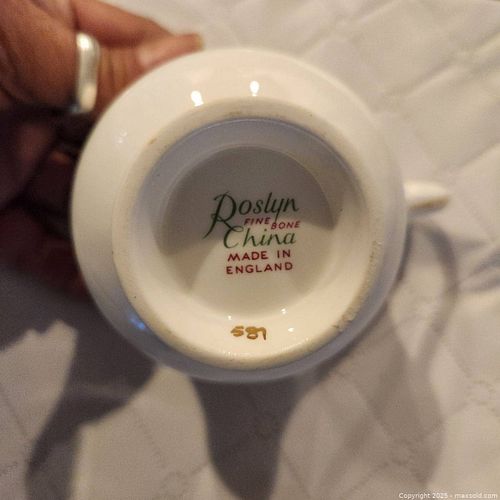 Roslyn
FINE BONE
China
MADE IN
ENGLAND
587
Copyright 2025 - maxsold.com